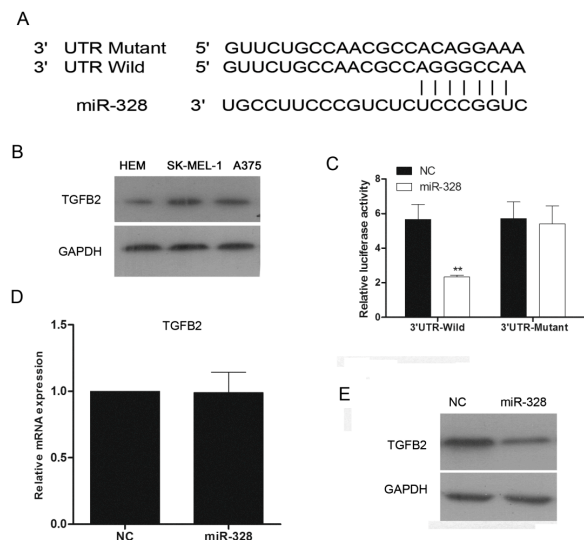 A
3' UTR Mutant 5' GUUCUGCCAACGCCACAGGAAA
3' UTR Wild 5' GUUCUGCCAACGCCAGGGCCAA
miR-328 3' UGCCUUCCCGUCUCUCCCGGUC
B
HEM SK-MEL-1 A375
TGFB2
GAPDH
C
NC
miR-328
Relative luciferase activity
8
6
4
2
0
**
3'UTR-Wild 3'UTR-Mutant
D
TGFB2
Relative mRNA expression
1.5
1.0
0.5
0.0
NC miR-328
E
NC miR-328
TGFB2
GAPDH